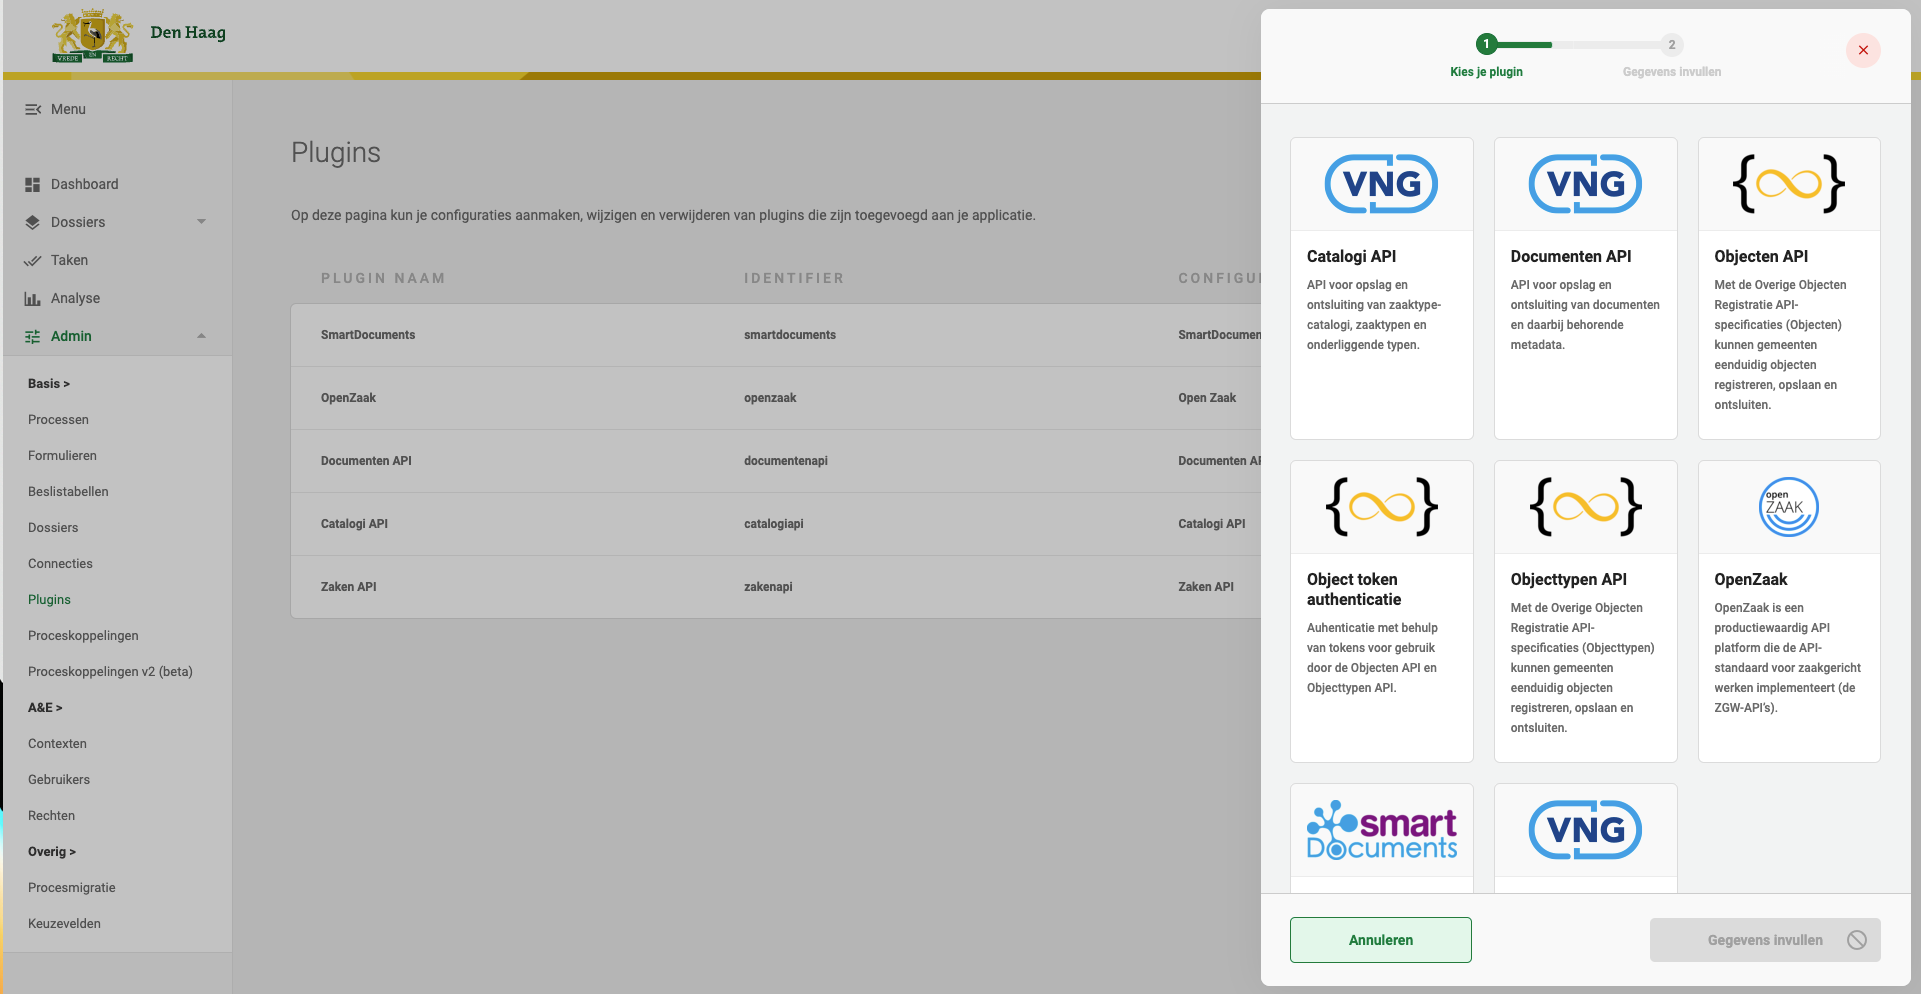 VREDE EN RECHT
Den Haag
Menu
Dashboard
Dossiers
Taken
Analyse
Admin
Basis >
Processen
Formulieren
Beslistabellen
Dossiers
Connecties
Plugins
Proceskoppelingen
Proceskoppelingen v2 (beta)
A&E >
Contexten
Gebruikers
Rechten
Overig >
Procesmigratie
Keuzevelden
Plugins
Op deze pagina kun je configuraties aanmaken, wijzigen en verwijderen van plugins die zijn toegevoegd aan je applicatie.
PLUGIN NAAM IDENTIFIER CONFIGU
SmartDocuments smartdocuments SmartDocumen
OpenZaak openzaak Open Zaak
Documenten API documentenapi Documenten AP
Catalogi API catalogiapi Catalogi API
Zaken API zakenapi Zaken API
1 2
Kies je plugin Gegevens invullen
VNG
Catalogi API
API voor opslag en
ontsluiting van zaaktype-
catalogi, zaaktypen en
onderliggende typen.
VNG
Documenten API
API voor opslag en
ontsluiting van documenten
en daarbij behorende
metadata.
Objecten API
Met de Overige Objecten
Registratie API-
specificaties (Objecten)
kunnen gemeenten
eenduidig objecten
registreren, opslaan en
ontsluiten.
Object token
authenticatie
Auhenticatie met behulp
van tokens voor gebruik
door de Objecten API en
Objecttypen API.
Objecttypen API
Met de Overige Objecten
Registratie API-
specificaties (Objecttypen)
kunnen gemeenten
eenduidig objecten
registreren, opslaan en
ontsluiten.
open
ZAAK
OpenZaak
OpenZaak is een
productiewaardig API
platform die de API-
standaard voor zaakgericht
werken implementeert (de
ZGW-API's).
smart
Documents
VNG
Annuleren
Gegevens invullen